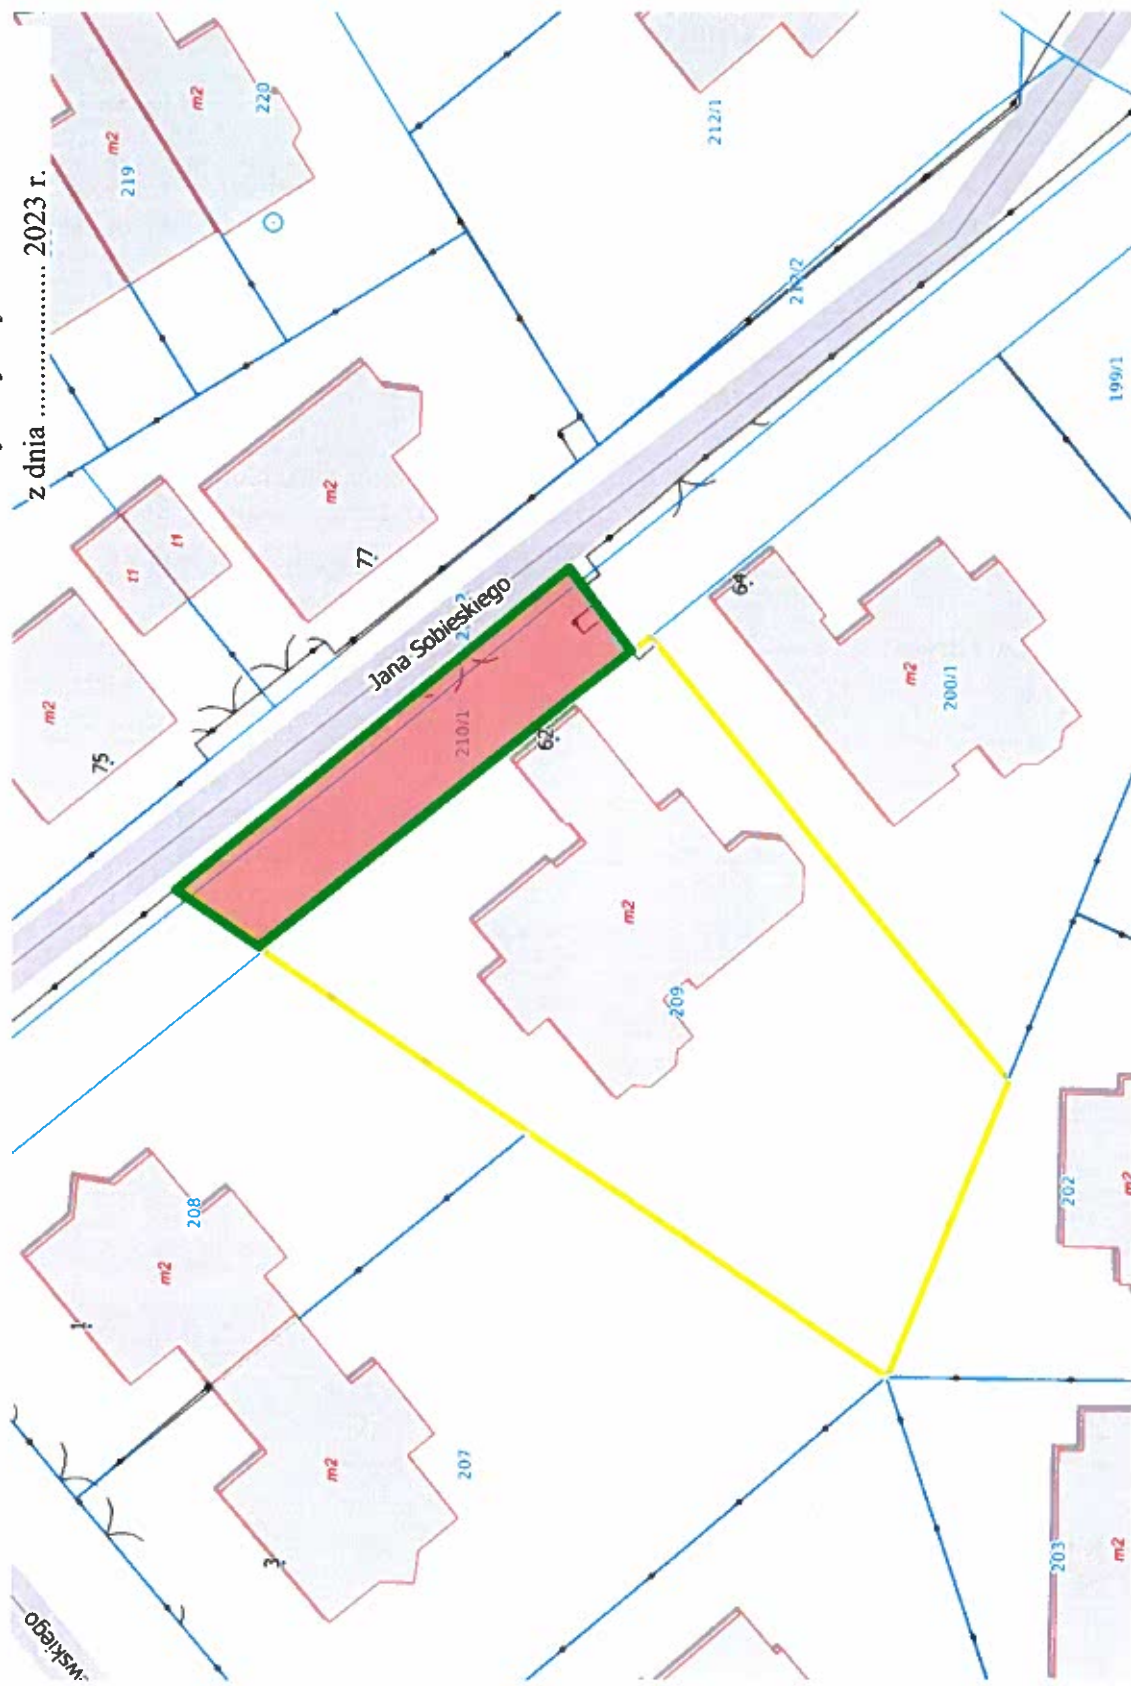 z dnia ........................ 2023 r.
m2
220
m2
219
212/1
212/2
199/1
t1
t1
m2
77
m2
75
Jana Sobieskiego
210/1
62
64
m2
200/1
m2
209
208
m2
1
202
m2
m2
207
3
203
m2
wskiego